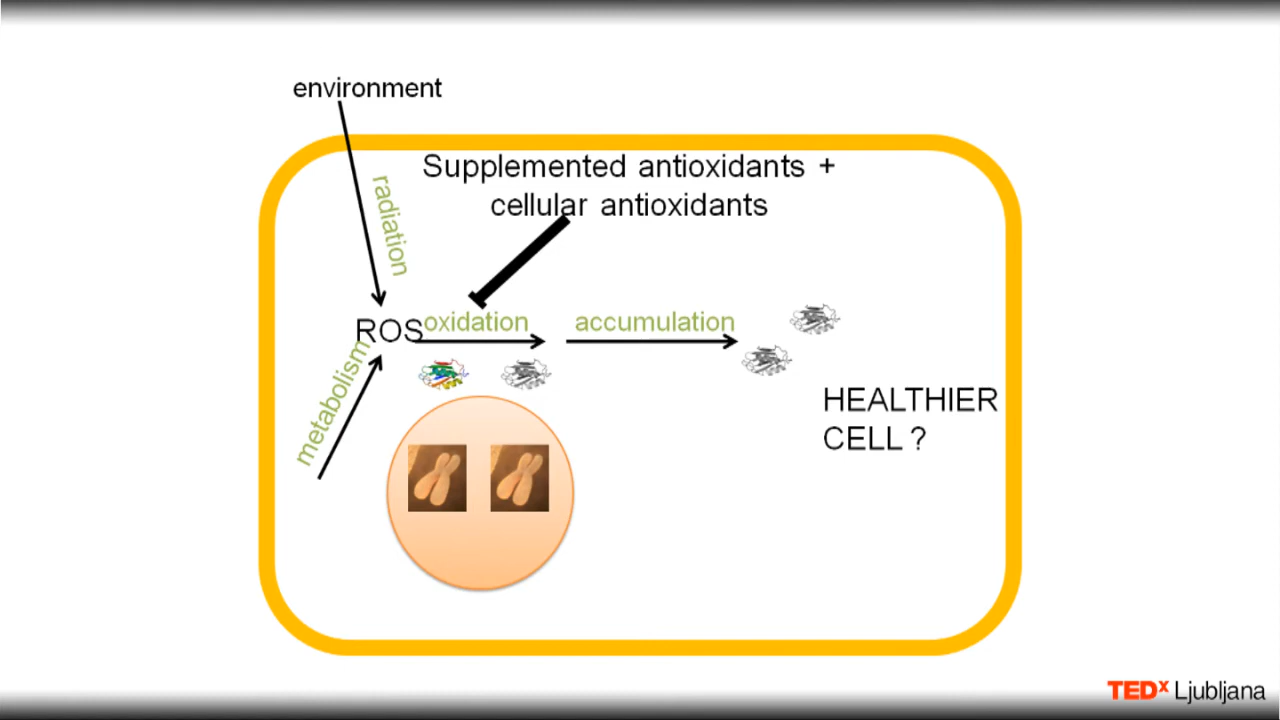 environment
Supplemented antioxidants +
cellular antioxidants
radiation
ROS
oxidation
accumulation
metabolism
HEALTHIER
CELL ?
TEDx Ljubljana